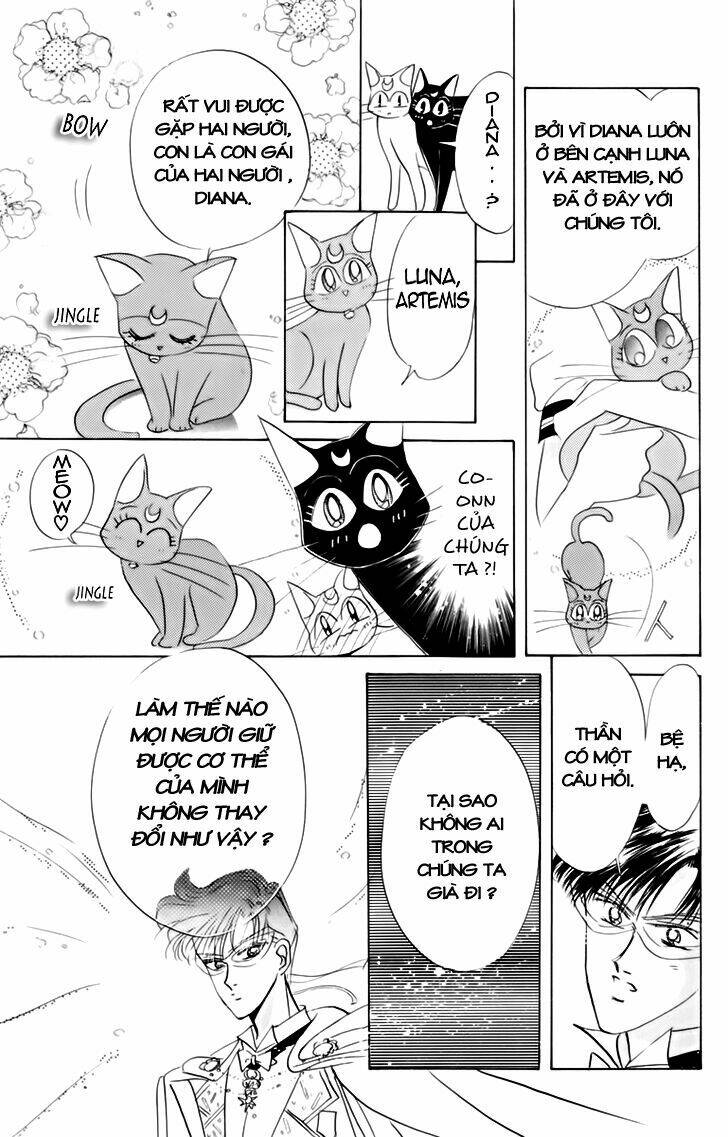 BỞI VÌ DIANA LUÔN
Ở BÊN CẠNH LUNA
VÀ ARTEMIS, NÓ
ĐÃ Ở ĐÂY VỚI
CHÚNG TÔI.
DIANA...?
LUNA,
ARTEMIS
RẤT VUI ĐƯỢC
GẶP HAI NGƯỜI,
CON LÀ CON GÁI
CỦA HAI NGƯỜI ,
DIANA.
BOW
JINGLE
CO-
ONN
CỦA
CHÚNG
TA ?!
MEOW♡
JINGLE
BỆ
HẠ,
THẦN
CÓ MỘT
CÂU HỎI.
TẠI SAO
KHÔNG AI
TRONG
CHÚNG TA
GIÀ ĐI ?
LÀM THẾ NÀO
MỌI NGƯỜI GIỮ
ĐƯỢC CƠ THỂ
CỦA MÌNH
KHÔNG THAY
ĐỔI NHƯ VẬY ?